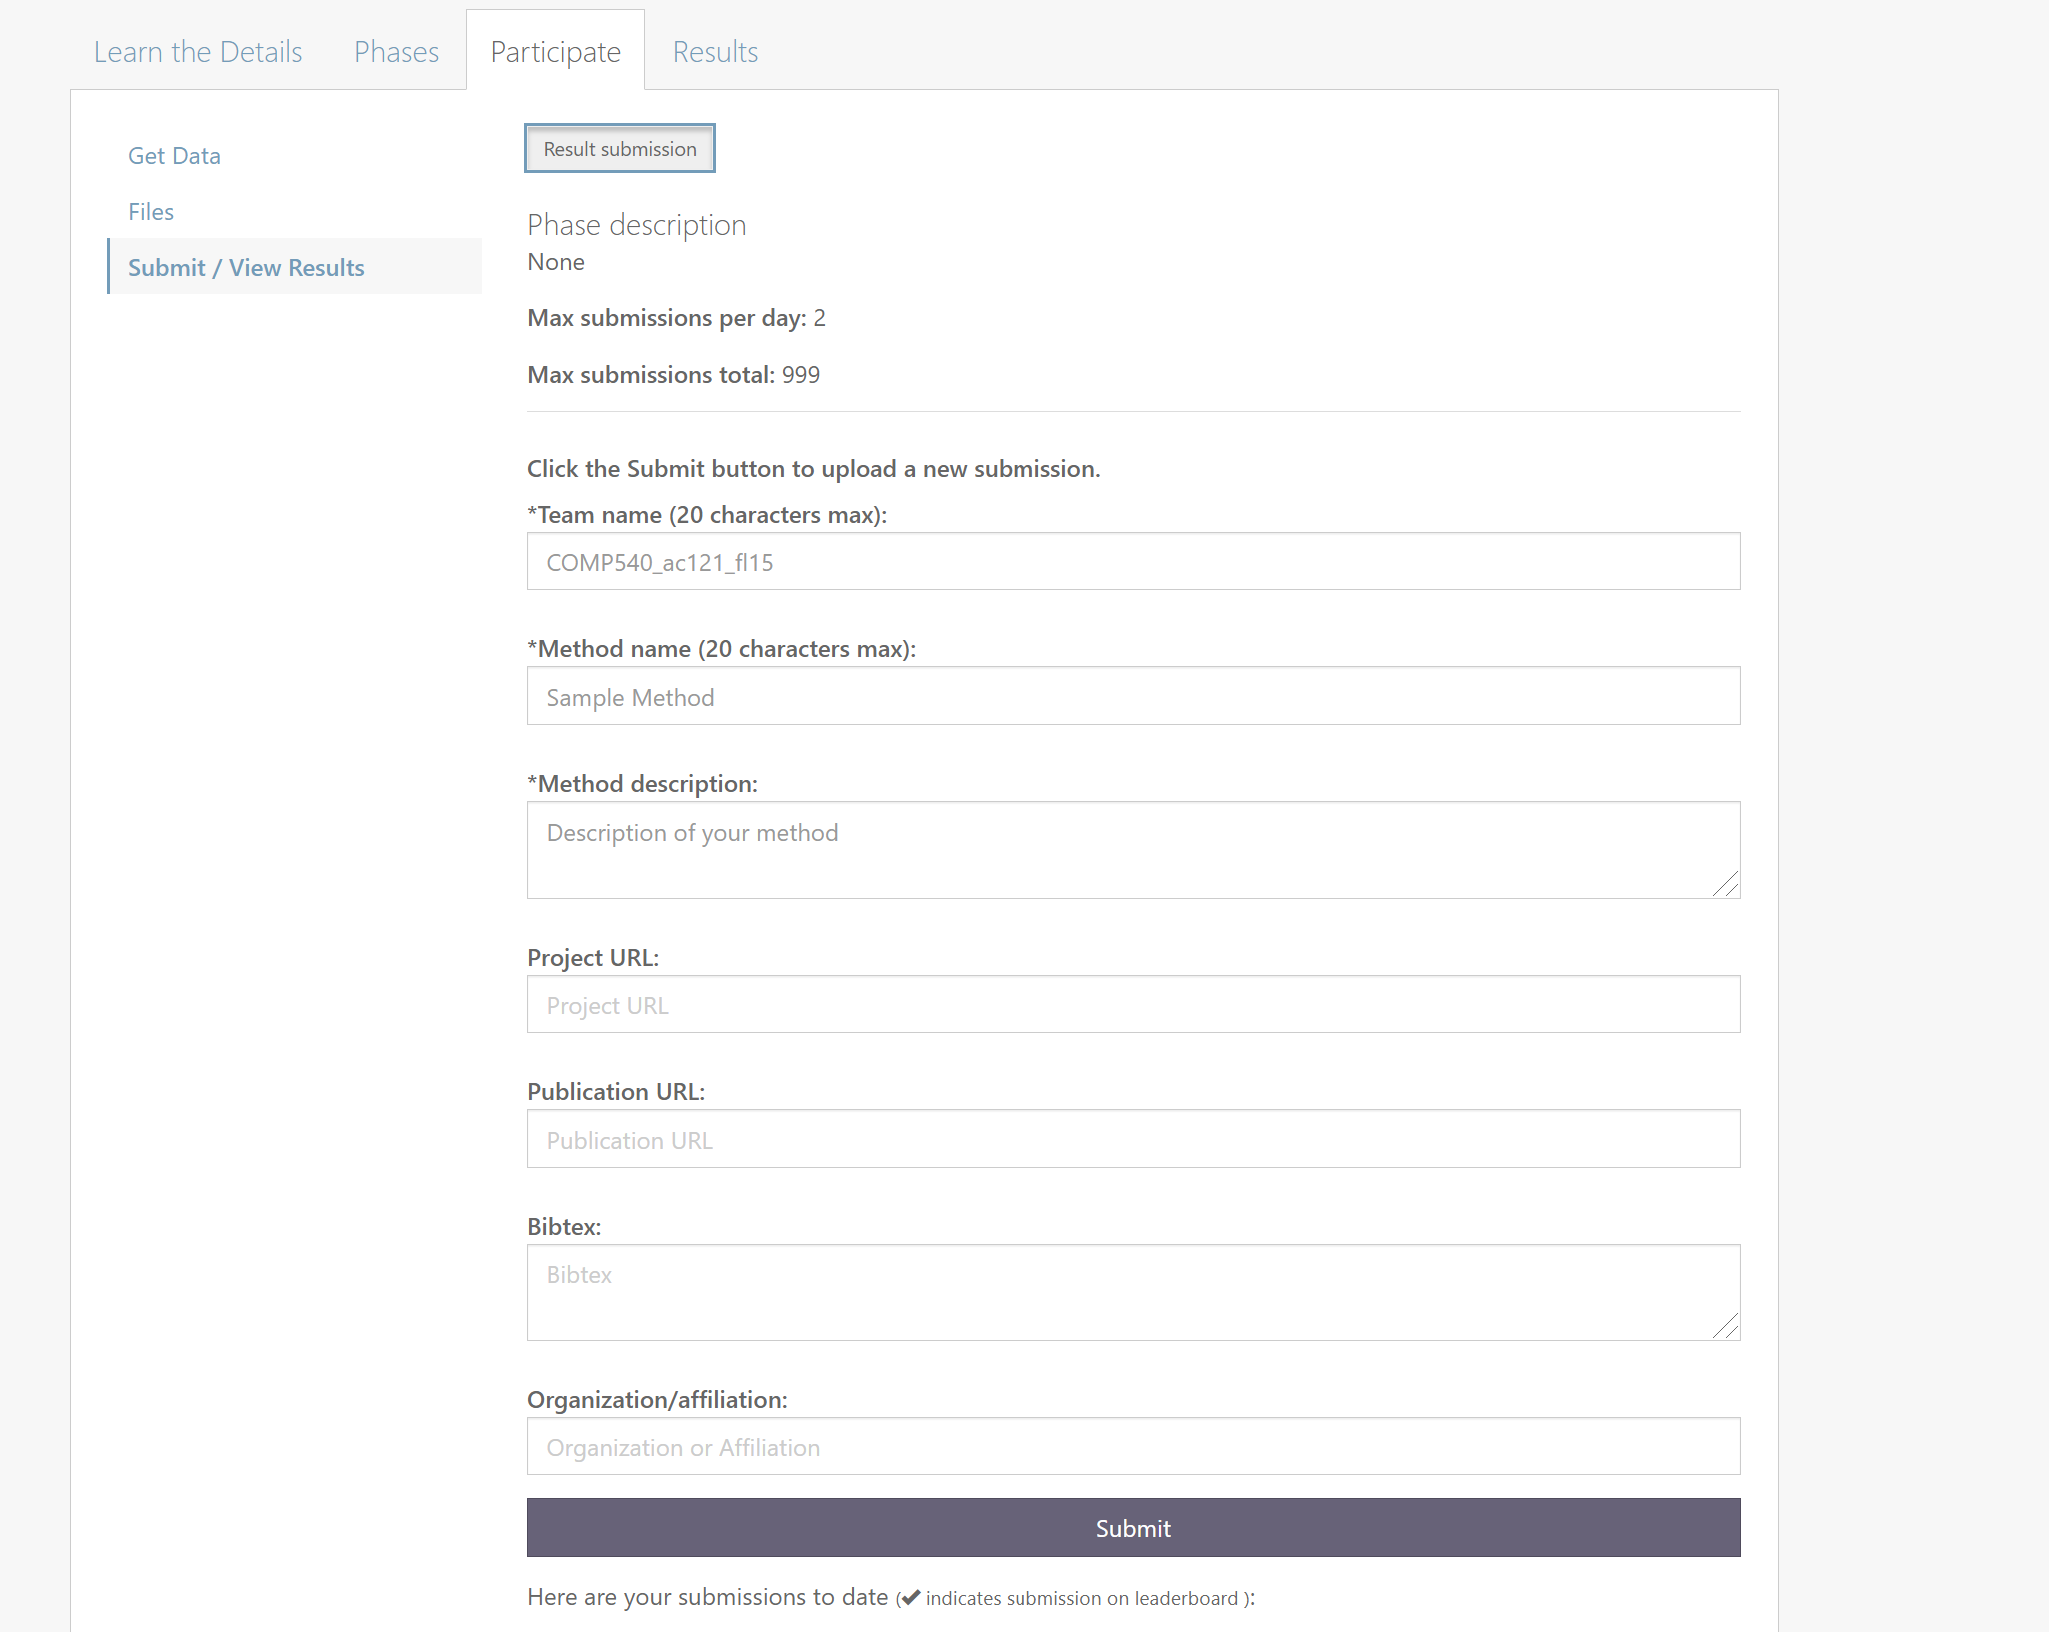 Learn the Details
Phases
Participate
Results
Get Data
Files
Submit / View Results
Result submission
Phase description
None
Max submissions per day: 2
Max submissions total: 999
Click the Submit button to upload a new submission.
*Team name (20 characters max):
COMP540_ac121_fl15
*Method name (20 characters max):
Sample Method
*Method description:
Description of your method
Project URL:
Project URL
Publication URL:
Publication URL
Bibtex:
Bibtex
Organization/affiliation:
Organization or Affiliation
Submit
Here are your submissions to date (✔ indicates submission on leaderboard ):